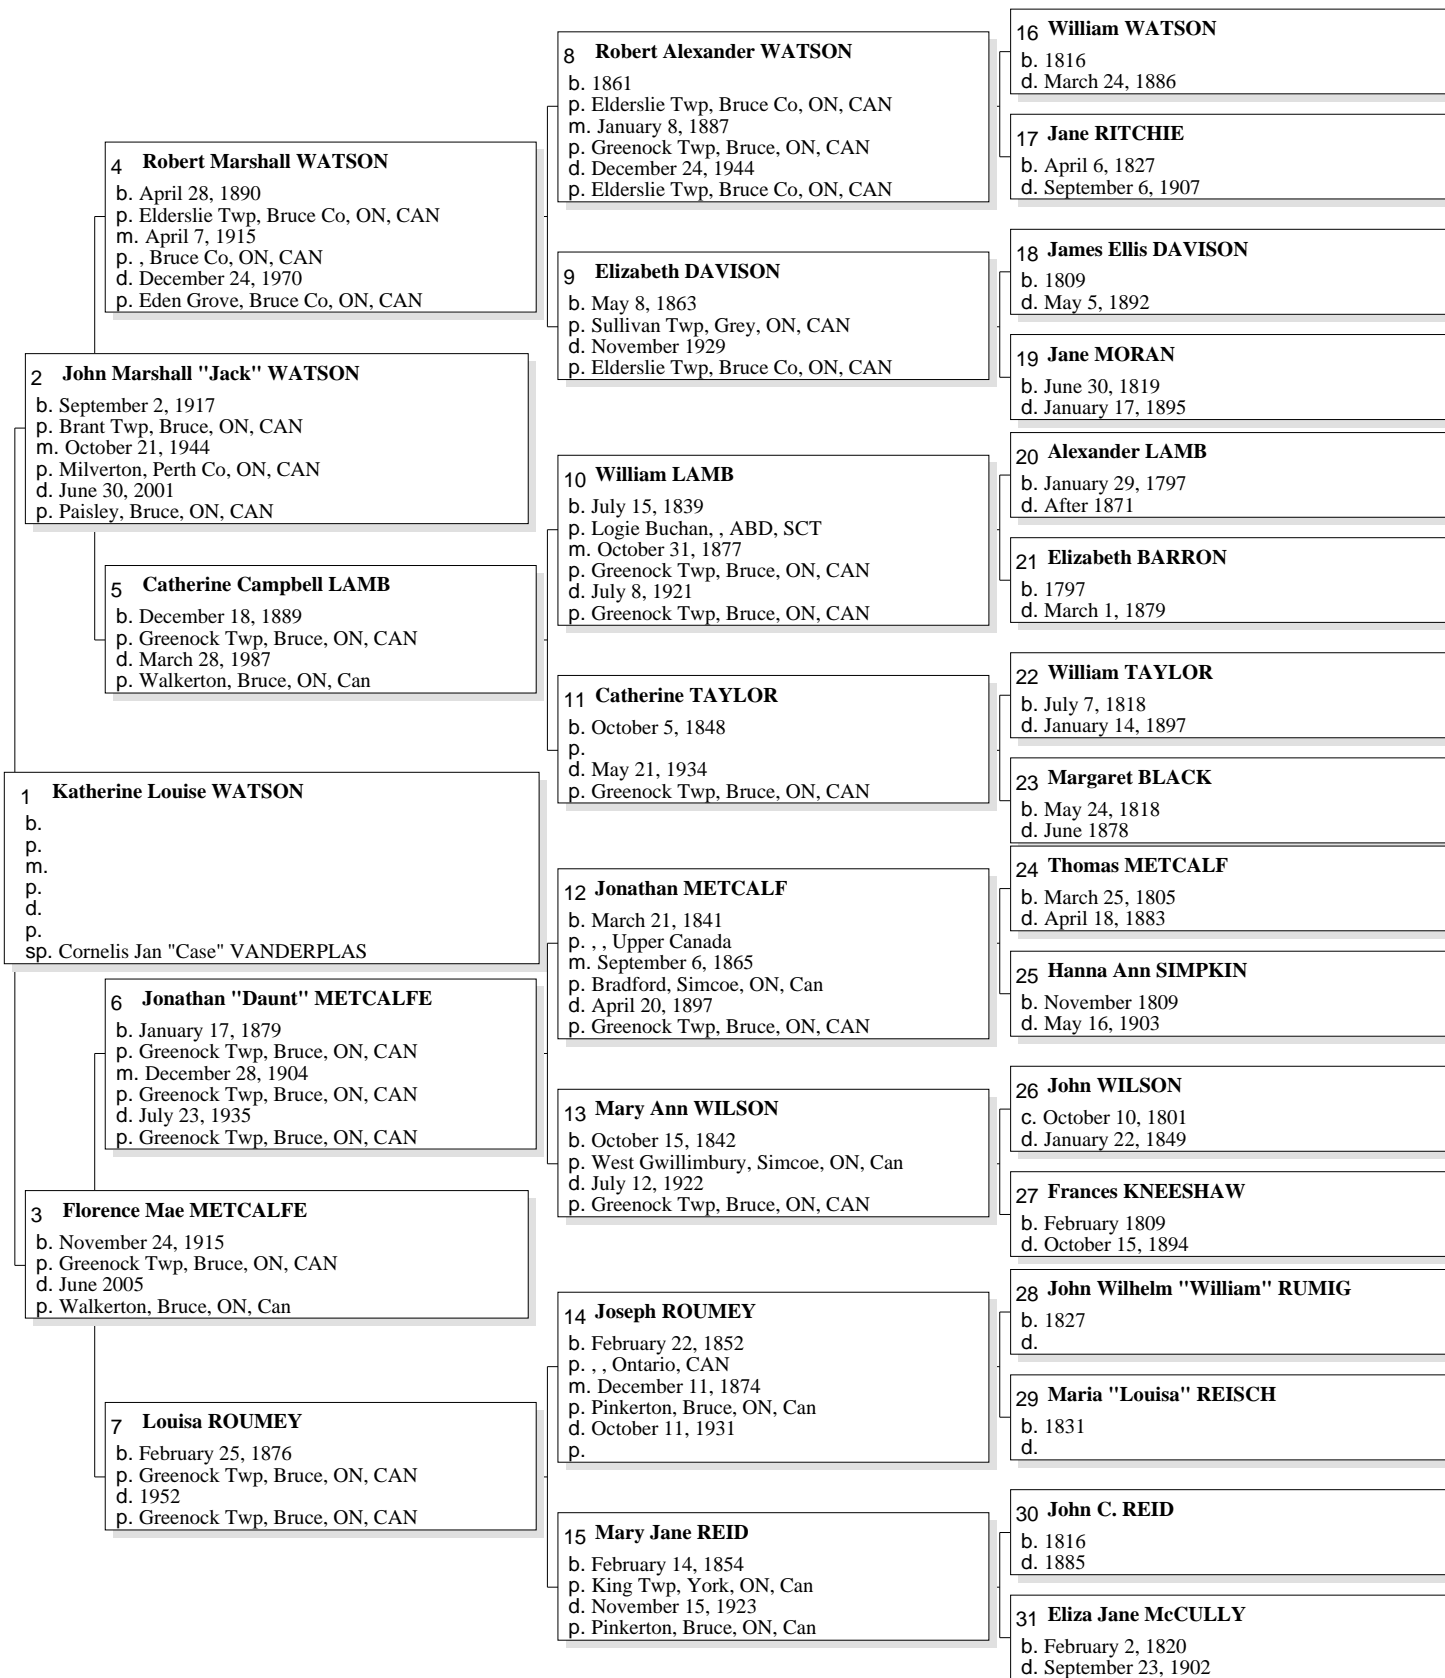 1 Katherine Louise WATSON
b.
p.
m.
p.
d.
p.
sp. Cornelis Jan "Case" VANDERPLAS
2 John Marshall "Jack" WATSON
b. September 2, 1917
p. Brant Twp, Bruce, ON, CAN
m. October 21, 1944
p. Milverton, Perth Co, ON, CAN
d. June 30, 2001
p. Paisley, Bruce, ON, CAN
3 Florence Mae METCALFE
b. November 24, 1915
p. Greenock Twp, Bruce, ON, CAN
d. June 2005
p. Walkerton, Bruce, ON, Can
4 Robert Marshall WATSON
b. April 28, 1890
p. Elderslie Twp, Bruce Co, ON, CAN
m. April 7, 1915
p. , Bruce Co, ON, CAN
d. December 24, 1970
p. Eden Grove, Bruce Co, ON, CAN
5 Catherine Campbell LAMB
b. December 18, 1889
p. Greenock Twp, Bruce, ON, CAN
d. March 28, 1987
p. Walkerton, Bruce, ON, Can
6 Jonathan "Daunt" METCALFE
b. January 17, 1879
p. Greenock Twp, Bruce, ON, CAN
m. December 28, 1904
p. Greenock Twp, Bruce, ON, CAN
d. July 23, 1935
p. Greenock Twp, Bruce, ON, CAN
7 Louisa ROUMEY
b. February 25, 1876
p. Greenock Twp, Bruce, ON, CAN
d. 1952
p. Greenock Twp, Bruce, ON, CAN
8 Robert Alexander WATSON
b. 1861
p. Elderslie Twp, Bruce Co, ON, CAN
m. January 8, 1887
p. Greenock Twp, Bruce, ON, CAN
d. December 24, 1944
p. Elderslie Twp, Bruce Co, ON, CAN
9 Elizabeth DAVISON
b. May 8, 1863
p. Sullivan Twp, Grey, ON, CAN
d. November 1929
p. Elderslie Twp, Bruce Co, ON, CAN
10 William LAMB
b. July 15, 1839
p. Logie Buchan, , ABD, SCT
m. October 31, 1877
p. Greenock Twp, Bruce, ON, CAN
d. July 8, 1921
p. Greenock Twp, Bruce, ON, CAN
11 Catherine TAYLOR
b. October 5, 1848
p.
d. May 21, 1934
p. Greenock Twp, Bruce, ON, CAN
12 Jonathan METCALF
b. March 21, 1841
p. , , Upper Canada
m. September 6, 1865
p. Bradford, Simcoe, ON, Can
d. April 20, 1897
p. Greenock Twp, Bruce, ON, CAN
13 Mary Ann WILSON
b. October 15, 1842
p. West Gwillimbury, Simcoe, ON, Can
d. July 12, 1922
p. Greenock Twp, Bruce, ON, CAN
14 Joseph ROUMEY
b. February 22, 1852
p. , , Ontario, CAN
m. December 11, 1874
p. Pinkerton, Bruce, ON, Can
d. October 11, 1931
p.
15 Mary Jane REID
b. February 14, 1854
p. King Twp, York, ON, Can
d. November 15, 1923
p. Pinkerton, Bruce, ON, Can
16 William WATSON
b. 1816
d. March 24, 1886
17 Jane RITCHIE
b. April 6, 1827
d. September 6, 1907
18 James Ellis DAVISON
b. 1809
d. May 5, 1892
19 Jane MORAN
b. June 30, 1819
d. January 17, 1895
20 Alexander LAMB
b. January 29, 1797
d. After 1871
21 Elizabeth BARRON
b. 1797
d. March 1, 1879
22 William TAYLOR
b. July 7, 1818
d. January 14, 1897
23 Margaret BLACK
b. May 24, 1818
d. June 1878
24 Thomas METCALF
b. March 25, 1805
d. April 18, 1883
25 Hanna Ann SIMPKIN
b. November 1809
d. May 16, 1903
26 John WILSON
c. October 10, 1801
d. January 22, 1849
27 Frances KNEESHAW
b. February 1809
d. October 15, 1894
28 John Wilhelm "William" RUMIG
b. 1827
d.
29 Maria "Louisa" REISCH
b. 1831
d.
30 John C. REID
b. 1816
d. 1885
31 Eliza Jane McCULLY
b. February 2, 1820
d. September 23, 1902